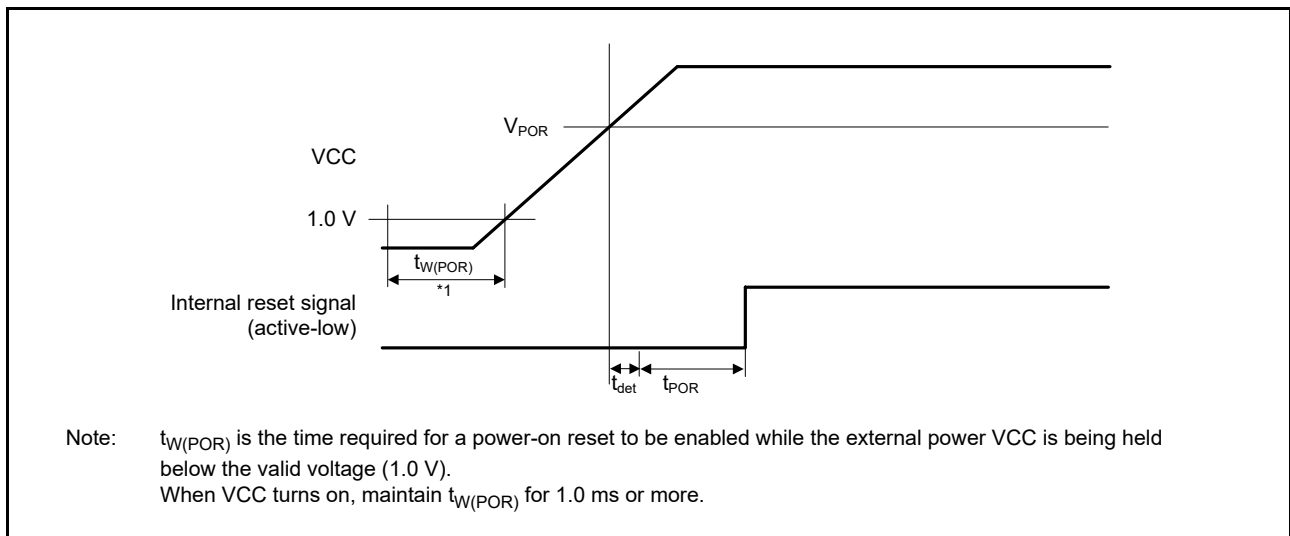 V_POR
VCC
1.0 V
t_W(POR)
*1
Internal reset signal
(active-low)
t_det
t_POR
Note: t_W(POR) is the time required for a power-on reset to be enabled while the external power VCC is being held
below the valid voltage (1.0 V).
When VCC turns on, maintain t_W(POR) for 1.0 ms or more.